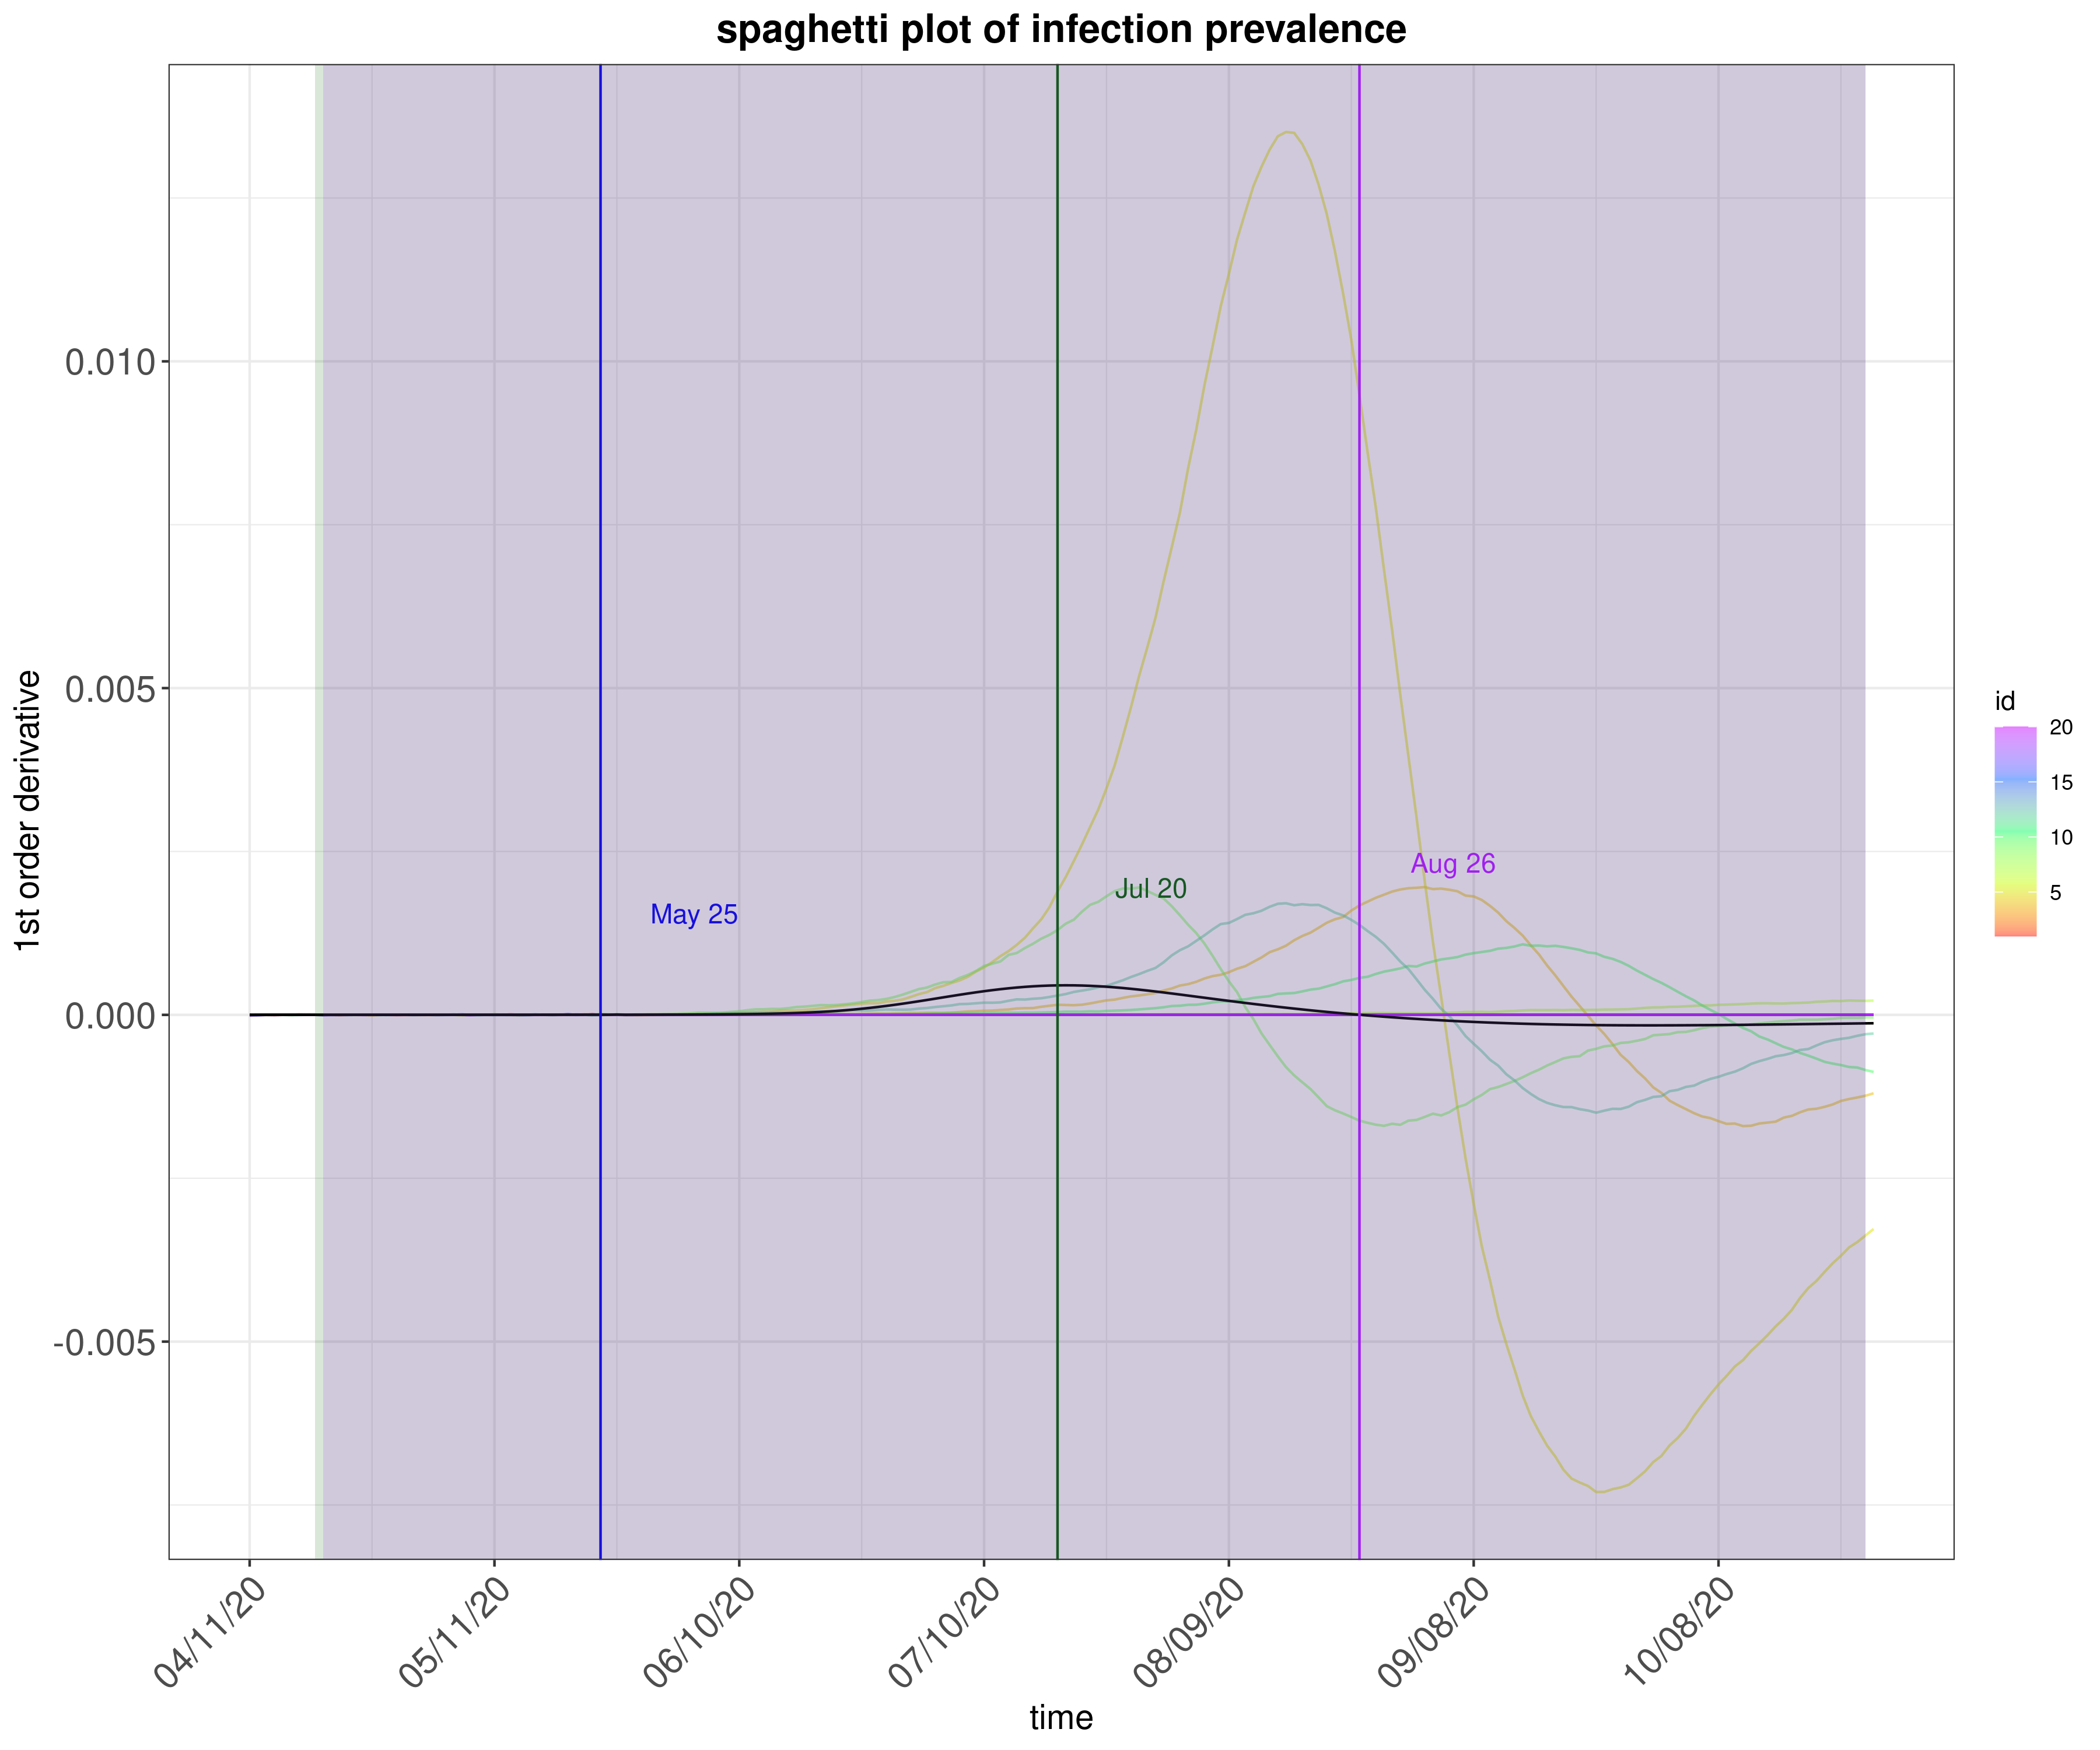 spaghetti plot of infection prevalence
1st order derivative
0.010
0.005
0.000
-0.005
May 25
Jul 20
Aug 26
04/11/20
05/11/20
06/10/20
07/10/20
08/09/20
09/08/20
10/08/20
time
id
20
15
10
5